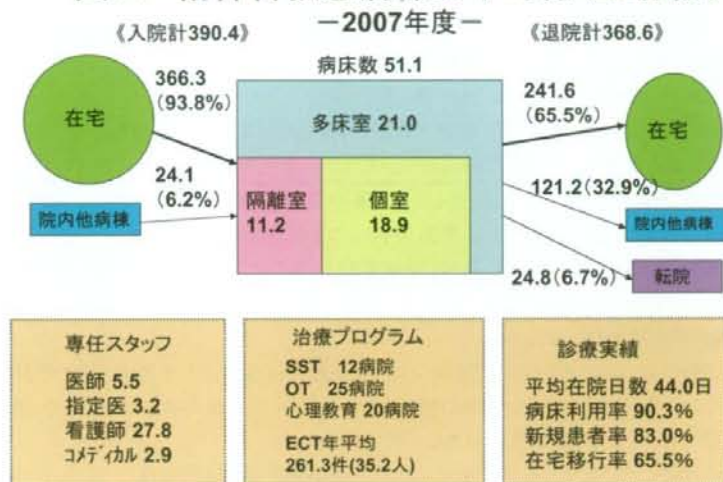 －2007年度－
《入院計390.4》
《退院計368.6》
病床数 51.1
366.3
(93.8%)
在宅
24.1
(6.2%)
院内他病棟
多床室 21.0
隔離室
11.2
個室
18.9
241.6
(65.5%)
在宅
121.2(32.9%)
院内他病棟
24.8(6.7%)
転院
専任スタッフ
医師 5.5
指定医 3.2
看護師 27.8
コメディカル 2.9
治療プログラム
SST 12病院
OT 25病院
心理教育 20病院
ECT年平均
261.3件(35.2人)
診療実績
平均在院日数 44.0日
病床利用率 90.3%
新規患者率 83.0%
在宅移行率 65.5%